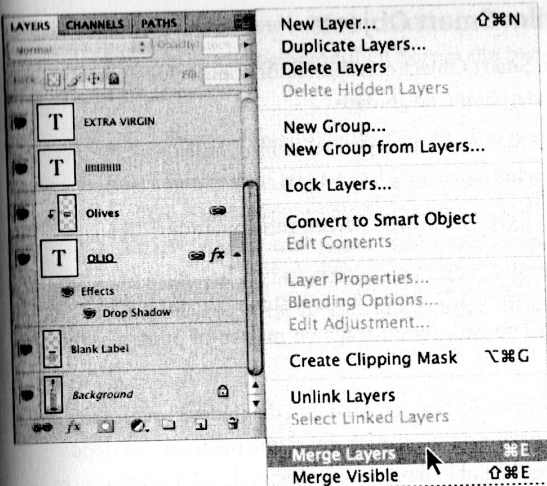 LAYERS CHANNELS PATHS
Normal Opacity:
Lock: Fill:
T EXTRA VIRGIN
T
Olives
T OLIO fx
Effects
Drop Shadow
Blank Label
Background
fx
New Layer... ⇧⌘N
Duplicate Layers...
Delete Layers
Delete Hidden Layers
New Group...
New Group from Layers...
Lock Layers...
Convert to Smart Object
Edit Contents
Layer Properties...
Blending Options...
Edit Adjustment...
Create Clipping Mask ⌥⌘G
Unlink Layers
Select Linked Layers
Merge Layers ⌘E
Merge Visible ⇧⌘E